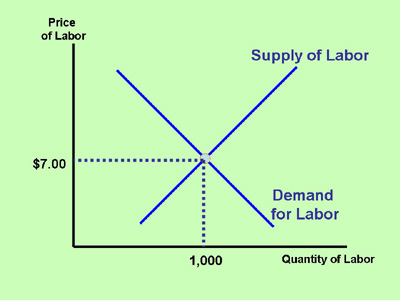 Price
of Labor
Supply of Labor
$7.00
Demand
for Labor
1,000
Quantity of Labor